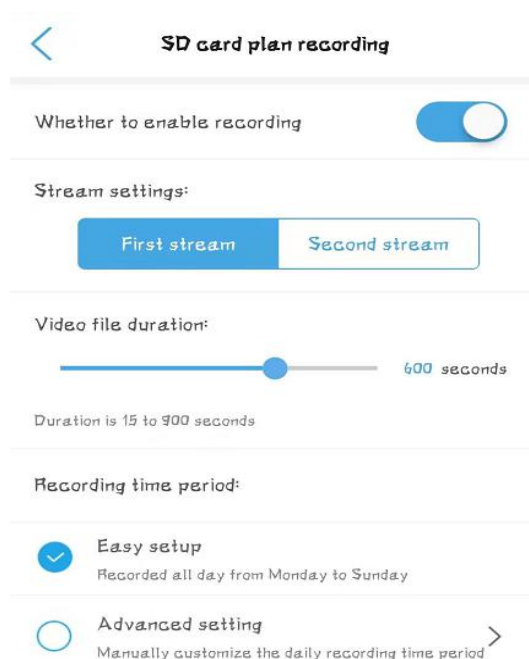 SD card plan recording
Whether to enable recording
Stream settings:
First stream Second stream
Video file duration:
600 seconds
Duration is 15 to 900 seconds
Recording time period:
Easy setup
Recorded all day from Monday to Sunday
Advanced setting
Manually customize the daily recording time period